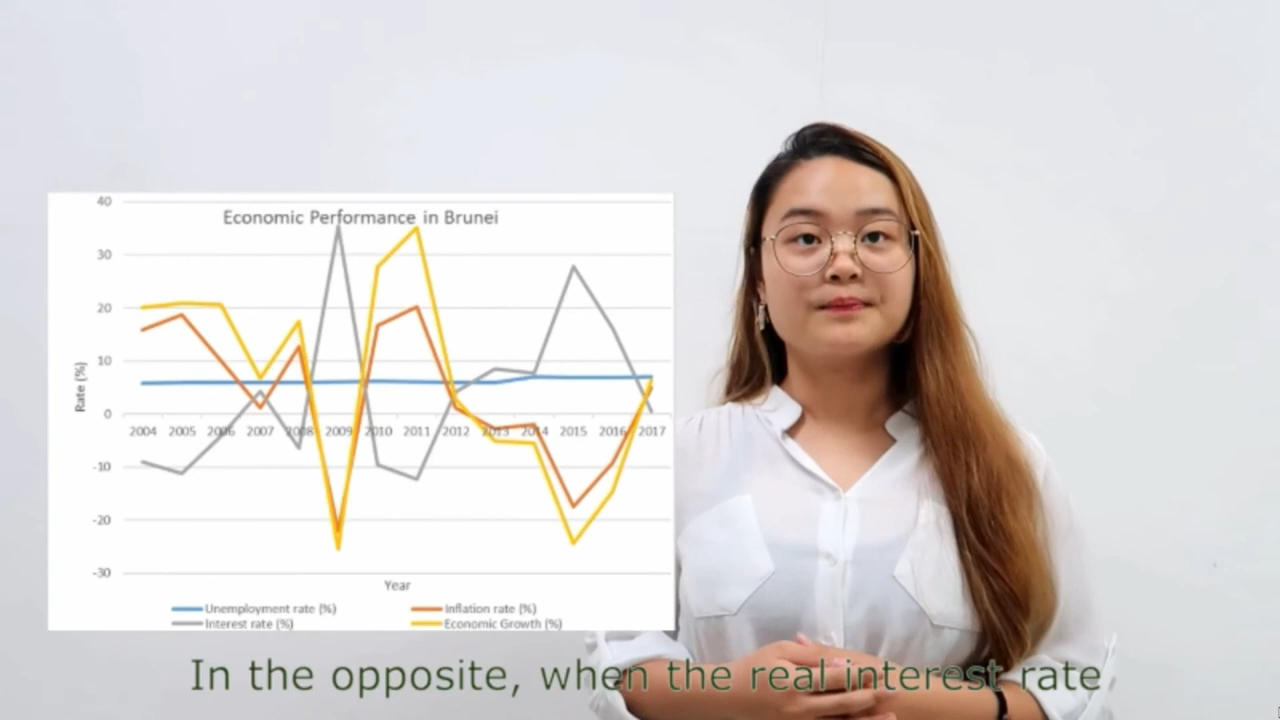 40
Economic Performance in Brunei
30
20
10
0
-10
-20
-30
Rate (%)
2004 2005 2006 2007 2008 2009 2010 2011 2012 2013 2014 2015 2016 2017
Year
Unemployment rate (%) Inflation rate (%)
Interest rate (%) Economic Growth (%)
In the opposite, when the real interest rate